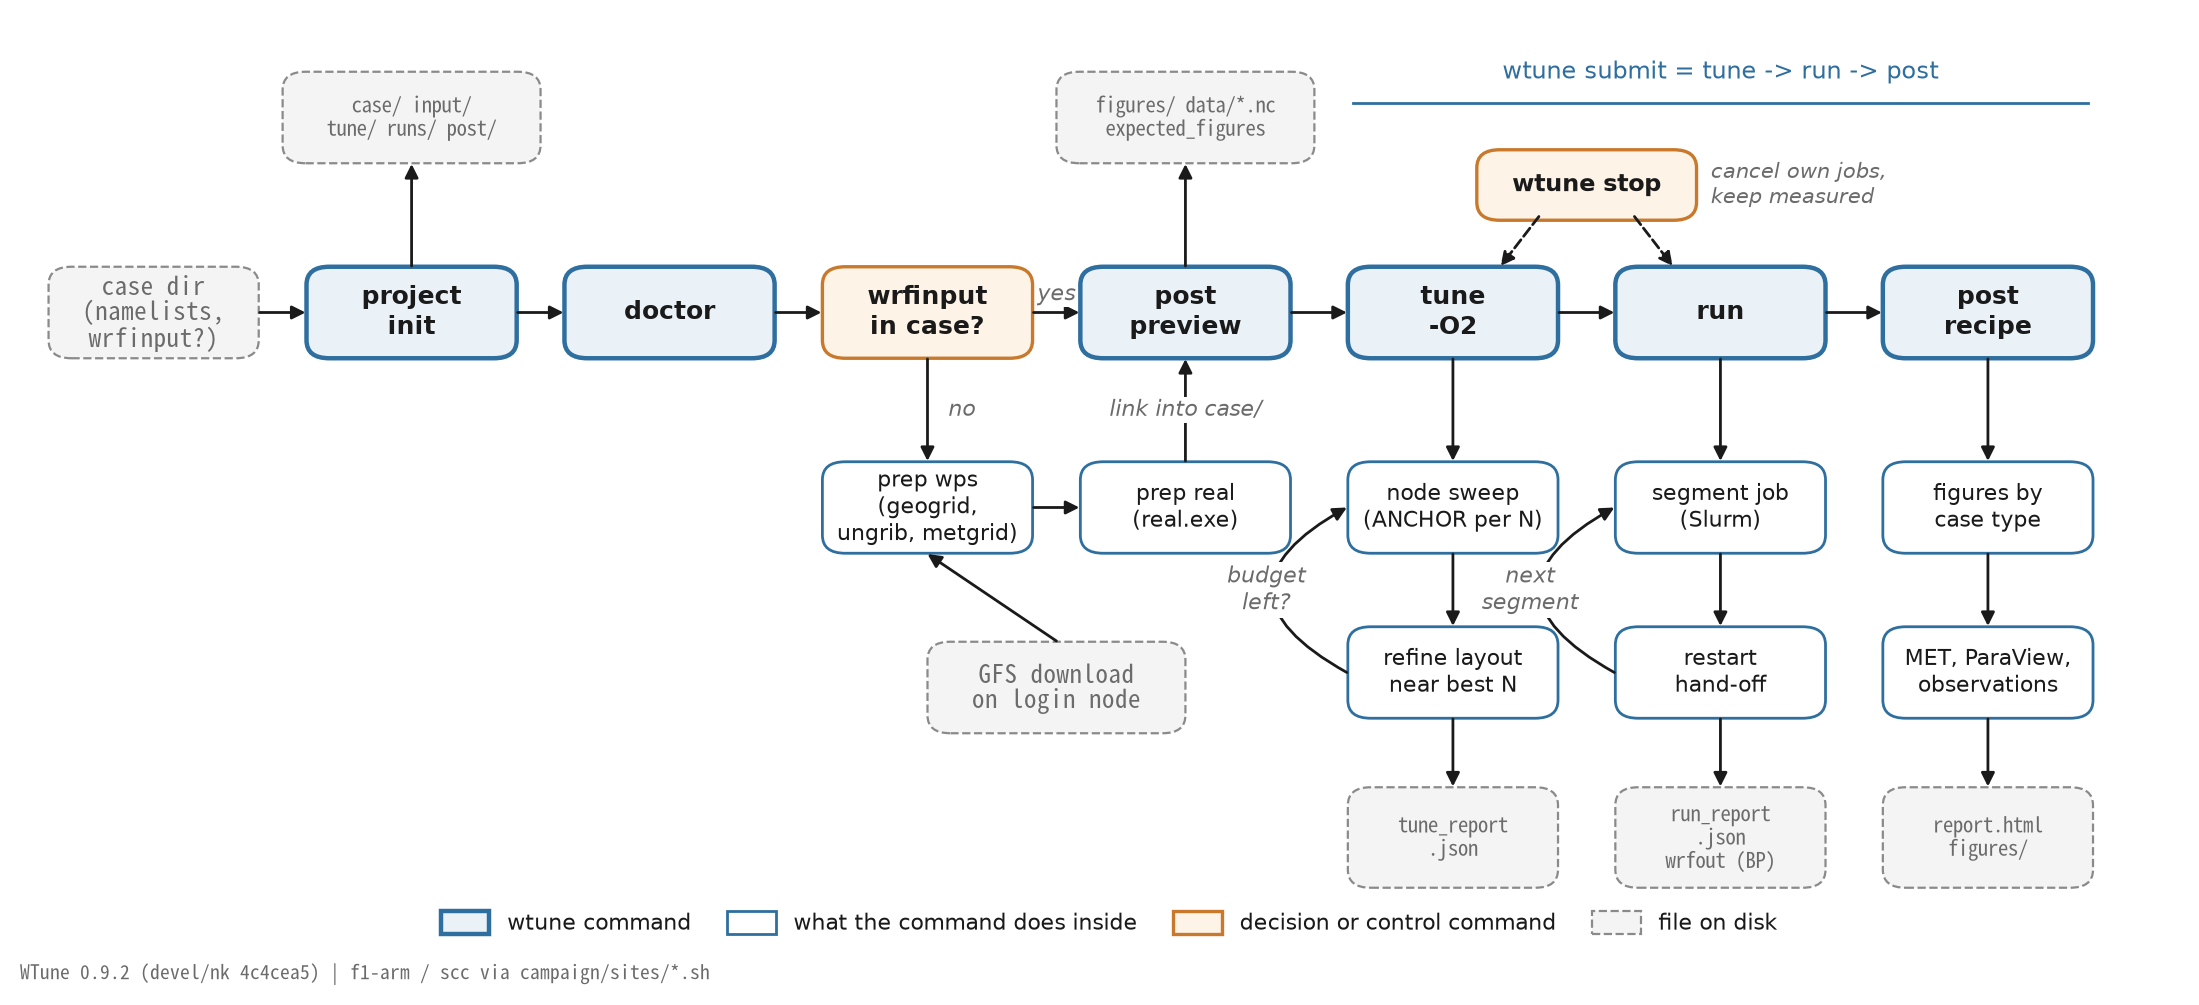 wtune submit = tune -> run -> post
case/ input/
tune/ runs/ post/
figures/ data/*.nc
expected_figures
wtune stop
cancel own jobs,
keep measured
case dir
(namelists,
wrfinput?)
project
init
doctor
wrfinput
in case?
yes
post
preview
tune
-O2
run
post
recipe
no
link into case/
prep wps
(geogrid,
ungrib, metgrid)
prep real
(real.exe)
node sweep
(ANCHOR per N)
segment job
(Slurm)
figures by
case type
budget
left?
next
segment
GFS download
on login node
refine layout
near best N
restart
hand-off
MET, ParaView,
observations
tune_report
.json
run_report
.json
wrfout (BP)
report.html
figures/
wtune command
what the command does inside
decision or control command
file on disk
WTune 0.9.2 (devel/nk 4c4cea5) | f1-arm / scc via campaign/sites/*.sh